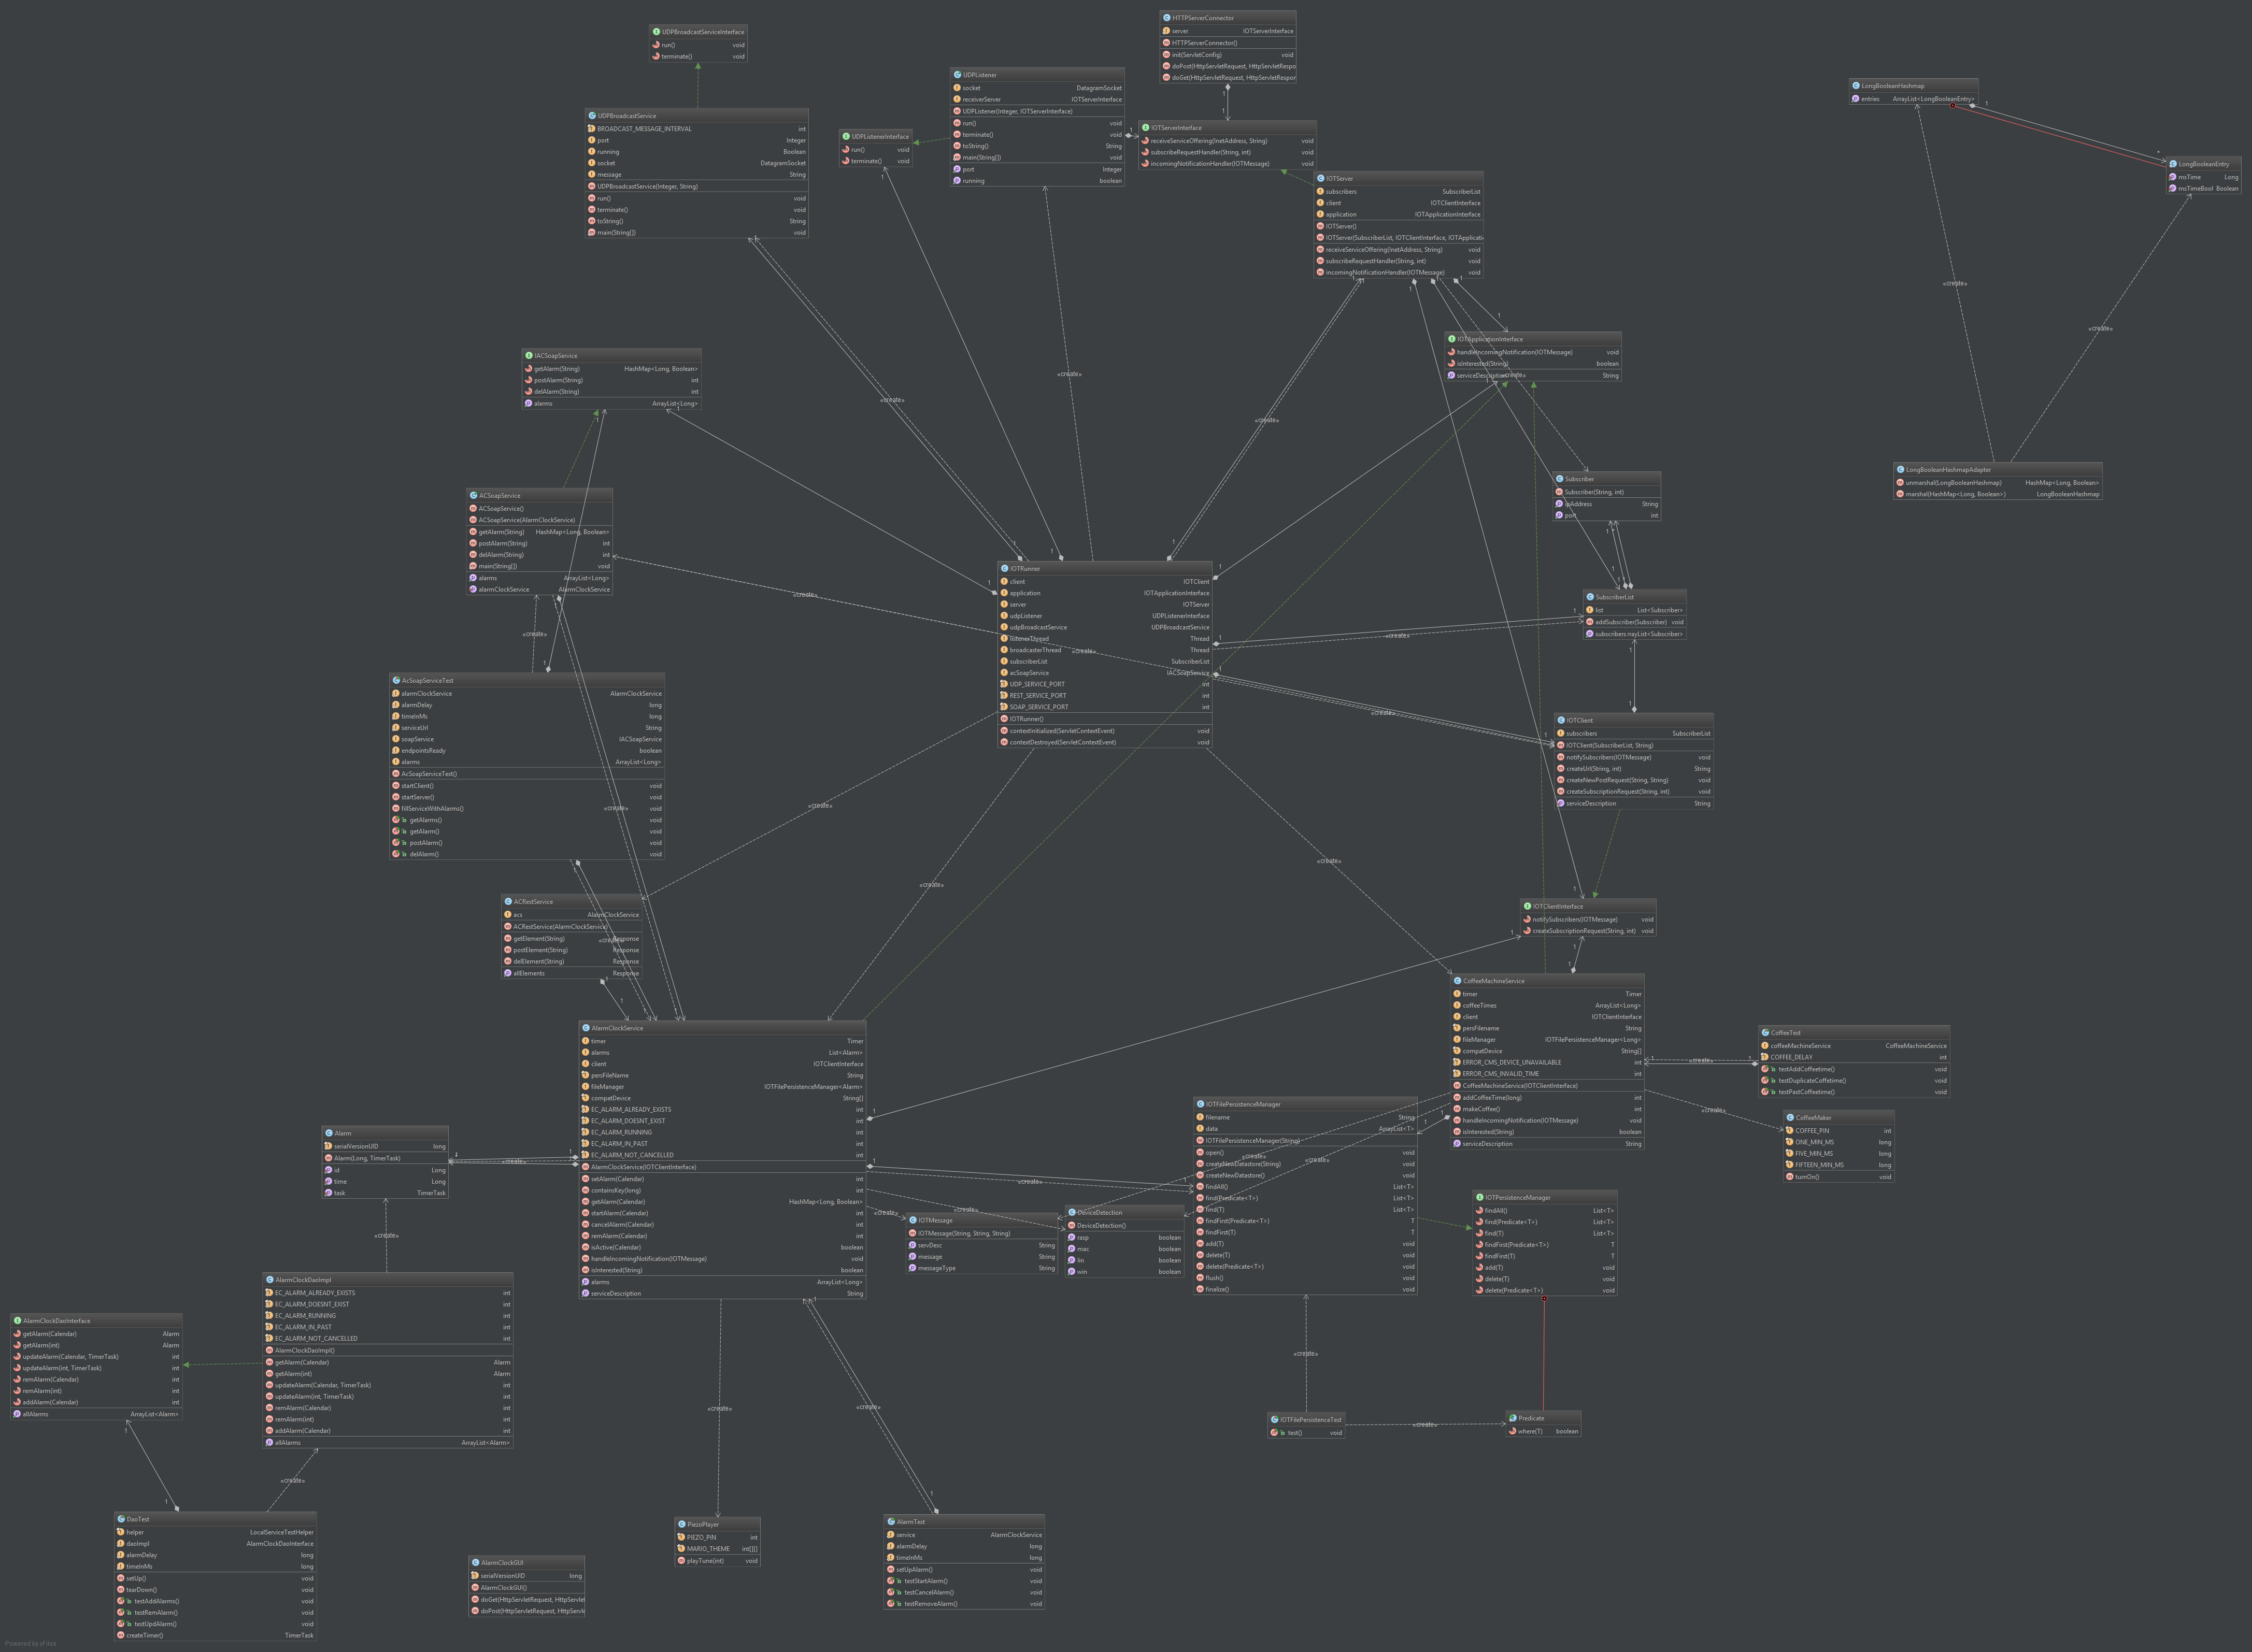 HTTPServerConnector
server IOTServerInterface
HTTPServerConnector()
init(ServletConfig) void
doPost(HttpServletRequest, HttpServletRespo
doGet(HttpServletRequest, HttpServletRespor
UDPBroadcastServiceInterface
run() void
terminate() void
UDPListener
socket DatagramSocket
receiverServer IOTServerInterface
UDPListener(Integer, IOTServerInterface)
run() void
terminate() void
toString() String
main(String[]) void
port Integer
running boolean
LongBooleanHashmap
entries ArrayList<LongBooleanEntry>
UDPBroadcastService
BROADCAST_MESSAGE_INTERVAL int
port Integer
running Boolean
socket DatagramSocket
message String
UDPBroadcastService(Integer, String)
run() void
terminate() void
toString() String
main(String[]) void
UDPListenerInterface
run() void
terminate() void
IOTServerInterface
receiveServiceOffering(InetAddress, String) void
subscribeRequestHandler(String, int) void
incomingNotificationHandler(IOTMessage) void
LongBooleanEntry
msTime Long
msTimeBool Boolean
IOTServer
subscribers SubscriberList
client IOTClientInterface
application IOTApplicationInterface
IOTServer()
IOTServer(SubscriberList, IOTClientInterface, IOTApplicati
receiveServiceOffering(InetAddress, String) void
subscribeRequestHandler(String, int) void
incomingNotificationHandler(IOTMessage) void
«create»
«create»
IOTApplicationInterface
handleIncomingNotification(IOTMessage) void
isInterested(String) boolean
serviceDescription String
«create»
IACSoapService
getAlarm(String) HashMap<Long, Boolean>
postAlarm(String) int
delAlarm(String) int
alarms ArrayList<Long>
«create»
«create»
«create»
LongBooleanHashmapAdapter
unmarshal(LongBooleanHashmap) HashMap<Long, Boolean>
marshal(HashMap<Long, Boolean>) LongBooleanHashmap
Subscriber
Subscriber(String, int)
ipAddress String
port int
ACSoapService
ACSoapService()
ACSoapService(AlarmClockService)
getAlarm(String) HashMap<Long, Boolean>
postAlarm(String) int
delAlarm(String) int
main(String[]) void
alarms ArrayList<Long>
alarmClockService AlarmClockService
«create»
«create»
IOTRunner
client IOTClient
application IOTApplicationInterface
server IOTServer
udpListener UDPListenerInterface
udpBroadcastService UDPBroadcastService
listenerThread Thread
broadcasterThread Thread
subscriberList SubscriberList
acSoapService IACSoapService
UDP_SERVICE_PORT int
REST_SERVICE_PORT int
SOAP_SERVICE_PORT int
IOTRunner()
contextInitialized(ServletContextEvent) void
contextDestroyed(ServletContextEvent) void
«create»
«create»
«create»
SubscriberList
list List<Subscriber>
addSubscriber(Subscriber) void
subscribers rayList<Subscriber>
AcSoapServiceTest
alarmClockService AlarmClockService
alarmDelay long
timeInMs long
serviceUrl String
soapService IACSoapService
endpointsReady boolean
alarms ArrayList<Long>
AcSoapServiceTest()
startClient() void
startServer() void
fillServiceWithAlarms() void
getAlarms() void
getAlarm() void
postAlarm() void
delAlarm() void
«create»
«create»
«create»
«create»
IOTClient
subscribers SubscriberList
IOTClient(SubscriberList, String)
notifySubscribers(IOTMessage) void
createUrl(String, int) String
createNewPostRequest(String, String) void
createSubscriptionRequest(String, int) void
serviceDescription String
ACRestService
acs AlarmClockService
ACRestService(AlarmClockService)
getElement(String) Response
postElement(String) Response
delElement(String) Response
allElements Response
«create»
IOTClientInterface
notifySubscribers(IOTMessage) void
createSubscriptionRequest(String, int) void
AlarmClockService
timer Timer
alarms List<Alarm>
client IOTClientInterface
persFileName String
fileManager IOTFilePersistenceManager<Alarm>
compatDevice String[]
EC_ALARM_ALREADY_EXISTS int
EC_ALARM_DOESNT_EXIST int
EC_ALARM_RUNNING int
EC_ALARM_IN_PAST int
EC_ALARM_NOT_CANCELLED int
AlarmClockService(IOTClientInterface)
setAlarm(Calendar) int
containsKey(long) int
getAlarm(Calendar) HashMap<Long, Boolean>
startAlarm(Calendar) int
cancelAlarm(Calendar) int
remAlarm(Calendar) int
isActive(Calendar) boolean
handleIncomingNotification(IOTMessage) void
isInterested(String) boolean
alarms ArrayList<Long>
serviceDescription String
CoffeeMachineService
timer Timer
coffeeTimes ArrayList<Long>
client IOTClientInterface
persFilename String
fileManager IOTFilePersistenceManager<Long>
compatDevice String[]
ERROR_CMS_DEVICE_UNAVAILABLE int
ERROR_CMS_INVALID_TIME int
CoffeeMachineService(IOTClientInterface)
addCoffeeTime(long) int
makeCoffee() int
handleIncomingNotification(IOTMessage) void
isInterested(String) boolean
serviceDescription String
«create»
CoffeeTest
coffeeMachineService CoffeeMachineService
COFFEE_DELAY int
testAddCoffeetime() void
testDuplicateCoffetime() void
testPastCoffeetime() void
«create»
CoffeeMaker
COFFEE_PIN int
ONE_MIN_MS long
FIVE_MIN_MS long
FIFTEEN_MIN_MS long
turnOn() void
IOTFilePersistenceManager
filename String
data ArrayList<T>
IOTFilePersistenceManager(String)
open() void
createNewDatastore(String) void
createNewDatastore() void
findAll() List<T>
find(Predicate<T>) List<T>
find(T) List<T>
findFirst(Predicate<T>) T
findFirst(T) T
add(T) void
delete(T) void
delete(Predicate<T>) void
flush() void
finalize() void
Alarm
serialVersionUID long
Alarm(Long, TimerTask)
id Long
time Long
task TimerTask
«create»
«create»
«create»
«create»
«create»
«create»
IOTMessage
IOTMessage(String, String, String)
servDesc String
message String
messageType String
DeviceDetection
DeviceDetection()
rasp boolean
mac boolean
lin boolean
win boolean
IOTPersistenceManager
findAll() List<T>
find(Predicate<T>) List<T>
find(T) List<T>
findFirst(Predicate<T>) T
findFirst(T) T
add(T) void
delete(T) void
delete(Predicate<T>) void
«create»
AlarmClockDaoImpl
EC_ALARM_ALREADY_EXISTS int
EC_ALARM_DOESNT_EXIST int
EC_ALARM_RUNNING int
EC_ALARM_IN_PAST int
EC_ALARM_NOT_CANCELLED int
AlarmClockDaoImpl()
getAlarm(Calendar) Alarm
getAlarm(int) Alarm
updateAlarm(Calendar, TimerTask) int
updateAlarm(int, TimerTask) int
remAlarm(Calendar) int
remAlarm(int) int
addAlarm(Calendar) int
allAlarms ArrayList<Alarm>
AlarmClockDaoInterface
getAlarm(Calendar) Alarm
getAlarm(int) Alarm
updateAlarm(Calendar, TimerTask) int
updateAlarm(int, TimerTask) int
remAlarm(Calendar) int
remAlarm(int) int
addAlarm(Calendar) int
allAlarms ArrayList<Alarm>
«create»
«create»
«create»
IOTFilePersistenceTest
test() void
«create»
Predicate
where(T) boolean
«create»
DaoTest
helper LocalServiceTestHelper
daoImpl AlarmClockDaoInterface
alarmDelay long
timeInMs long
setUp() void
tearDown() void
testAddAlarms() void
testRemAlarm() void
testUpdAlarm() void
createTimer() TimerTask
AlarmClockGUI
serialVersionUID long
AlarmClockGUI()
doGet(HttpServletRequest, HttpServlet
doPost(HttpServletRequest, HttpServle
PiezoPlayer
PIEZO_PIN int
MARIO_THEME int[][]
playTune(int) void
AlarmTest
service AlarmClockService
alarmDelay long
timeInMs long
setUpAlarm() void
testStartAlarm() void
testCancelAlarm() void
testRemoveAlarm() void
Powered by yFiles